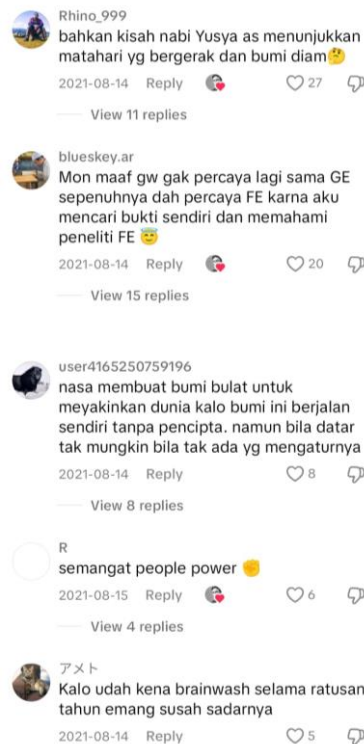 Rhino_999
bahkan kisah nabi Yusya as menunjukkan
matahari yg bergerak dan bumi diam🤔
2021-08-14 Reply 27
View 11 replies
blueskey.ar
Mon maaf gw gak percaya lagi sama GE
sepenuhnya dah percaya FE karna aku
mencari bukti sendiri dan memahami
peneliti FE 😇
2021-08-14 Reply 20
View 15 replies
user4165250759196
nasa membuat bumi bulat untuk
meyakinkan dunia kalo bumi ini berjalan
sendiri tanpa pencipta. namun bila datar
tak mungkin bila tak ada yg mengaturnya
2021-08-14 Reply 8
View 8 replies
R
semangat people power ✊
2021-08-15 Reply 6
View 4 replies
アメト
Kalo udah kena brainwash selama ratusan
tahun emang susah sadarnya
2021-08-14 Reply 5